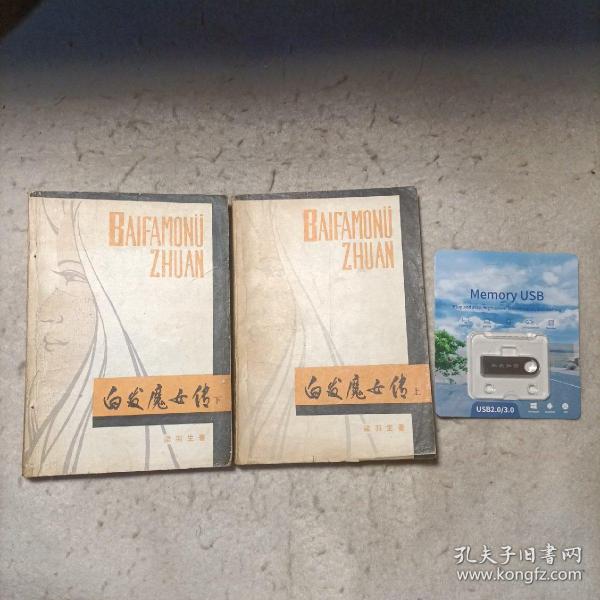 BAIFAMONÜ
ZHUAN
白发魔女传 下
梁羽生著
BAIFAMONÜ
ZHUAN
白发魔女传 上
梁羽生著
Memory USB
USB2.0/3.0
孔夫子旧书网
www.kongfz.com